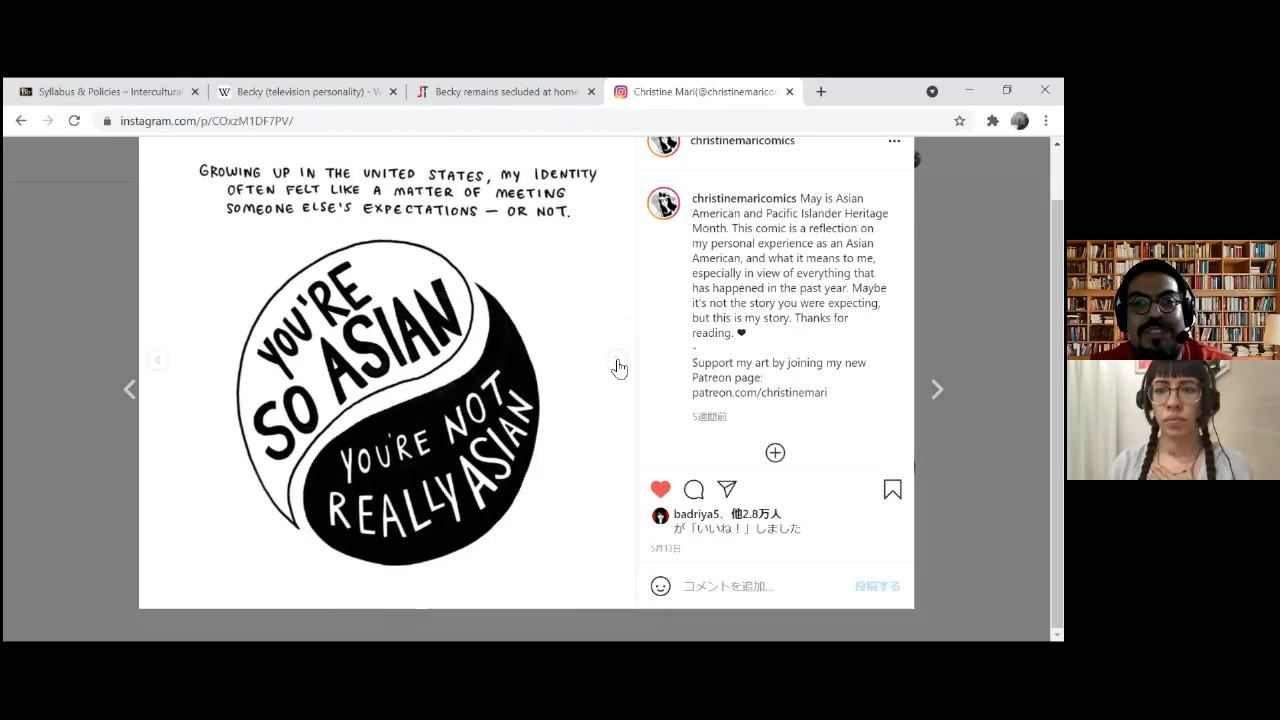 Syllabus & Policies – Intercultural
Becky (television personality) - W
Becky remains secluded at home
Christine Mari(@christinemaricom
instagram.com/p/COxzM1DF7PV/
GROWING UP IN THE UNITED STATES, MY IDENTITY
OFTEN FELT LIKE A MATTER OF MEETING
SOMEONE ELSE'S EXPECTATIONS — OR NOT.
YOU'RE
SO ASIAN
YOU'RE NOT
REALLY ASIAN
christinemaricomics
christinemaricomics May is Asian
American and Pacific Islander Heritage
Month. This comic is a reflection on
my personal experience as an Asian
American, and what it means to me,
especially in view of everything that
has happened in the past year. Maybe
it's not the story you were expecting,
but this is my story. Thanks for
reading. ♥
-
Support my art by joining my new
Patreon page:
patreon.com/christinemari
5週間前
badriya5、他2.8万人
が「いいね！」しました
5月13日
コメントを追加...
投稿する